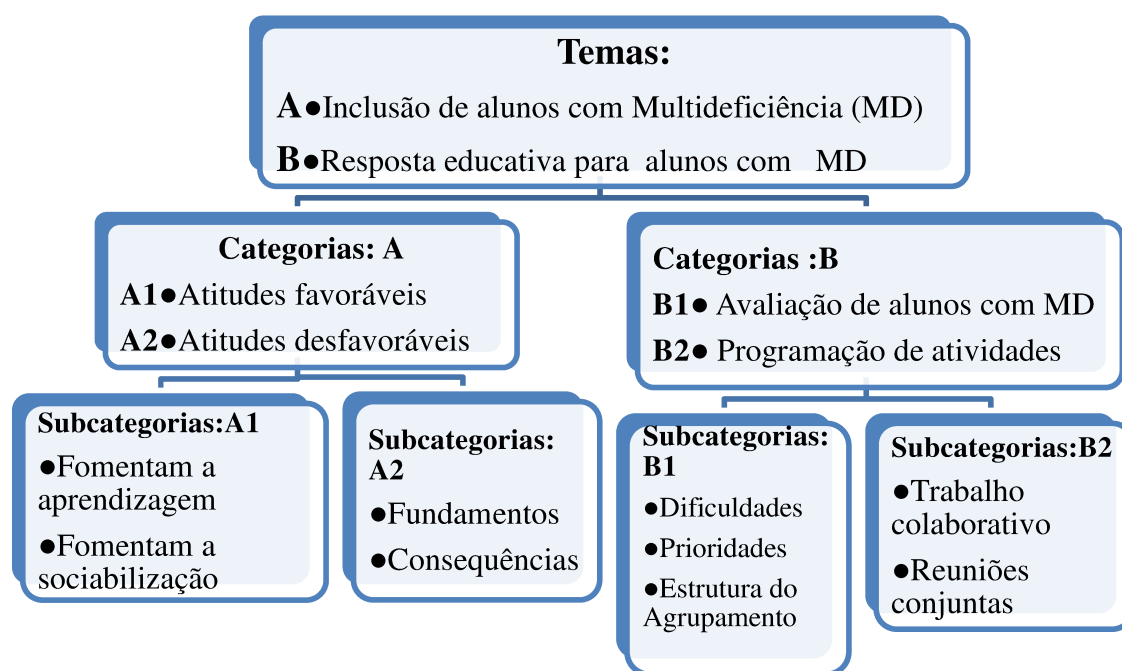 Temas:
A●Inclusão de alunos com Multideficiência (MD)
B●Resposta educativa para alunos com MD
Categorias: A
A1●Atitudes favoráveis
A2●Atitudes desfavoráveis
Categorias :B
B1● Avaliação de alunos com MD
B2● Programação de atividades
Subcategorias:A1
●Fomentam a
aprendizagem
●Fomentam a
sociabilização
Subcategorias:
A2
●Fundamentos
●Consequências
Subcategorias:
B1
●Dificuldades
●Prioridades
●Estrutura do
Agrupamento
Subcategorias:B2
●Trabalho
colaborativo
●Reuniões
conjuntas